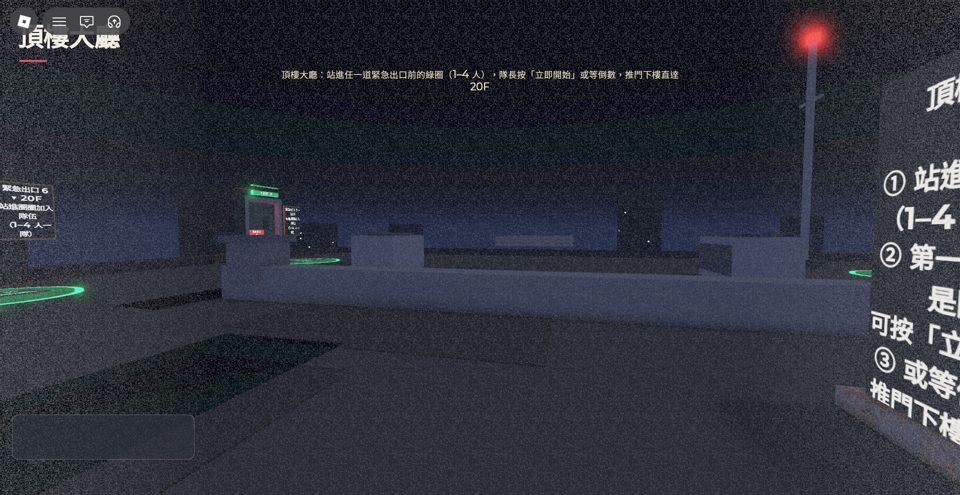 頂樓大廳
頂樓大廳：站進任一道緊急出口前的綠圈（1–4 人），隊長按「立即開始」或等倒數，推門下樓直達
20F
緊急出口 6
▼ 20F
站進圈圈加入
隊伍
（1–4 人一
隊）
頂
① 站進
（1–4
② 第一
是
可按「立
③ 或等
推門下樓